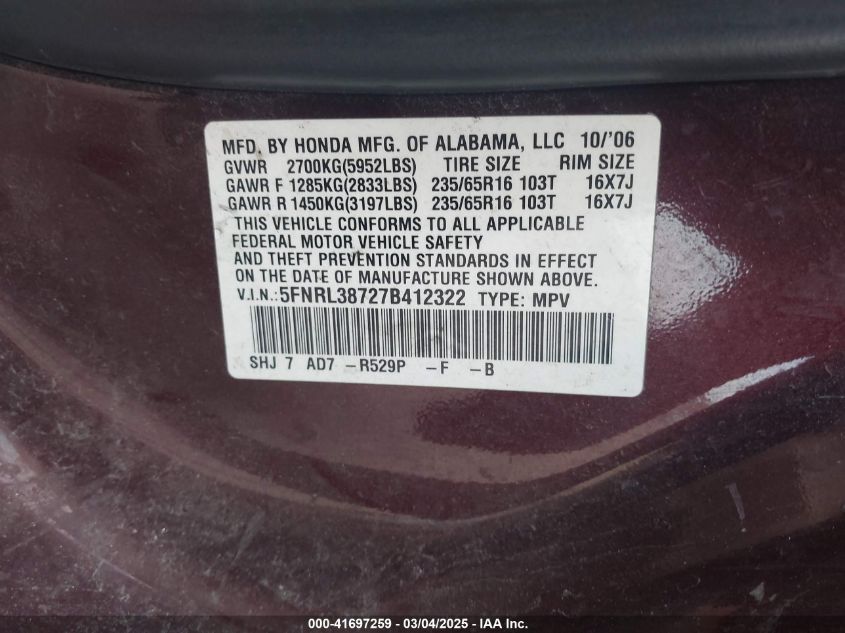 MFD. BY HONDA MFG. OF ALABAMA, LLC 10/'06
GVWR 2700KG(5952LBS) TIRE SIZE RIM SIZE
GAWR F 1285KG(2833LBS) 235/65R16 103T 16X7J
GAWR R 1450KG(3197LBS) 235/65R16 103T 16X7J
THIS VEHICLE CONFORMS TO ALL APPLICABLE
FEDERAL MOTOR VEHICLE SAFETY
AND THEFT PREVENTION STANDARDS IN EFFECT
ON THE DATE OF MANUFACTURE SHOWN ABOVE.
V.I.N.:5FNRL38727B412322 TYPE: MPV
SHJ 7 AD7 -R529P -F -B
000-41697259 - 03/04/2025 - IAA Inc.